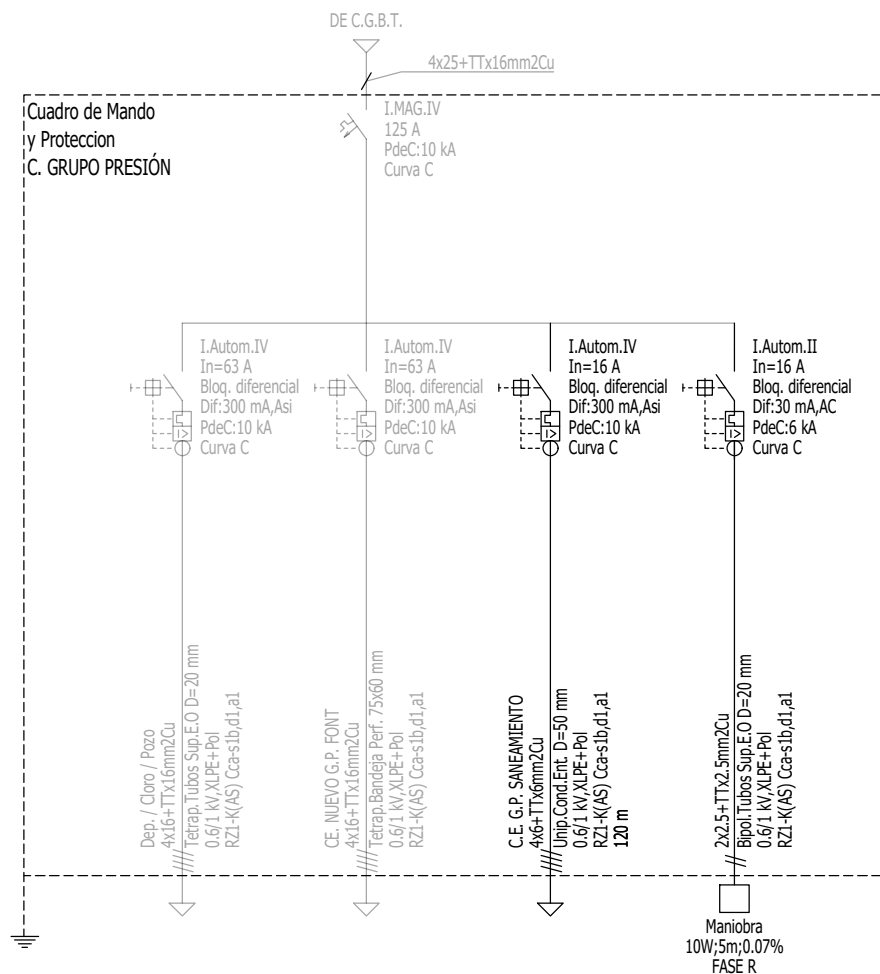 DE C.G.B.T.
4x25+TTx16mm2Cu
Cuadro de Mando
y Proteccion
C. GRUPO PRESIÓN
I.MAG.IV
125 A
PdeC:10 kA
Curva C
I.Autom.IV
In=63 A
Bloq. diferencial
Dif:300 mA,Asi
PdeC:10 kA
Curva C
I.Autom.IV
In=63 A
Bloq. diferencial
Dif:300 mA,Asi
PdeC:10 kA
Curva C
I.Autom.IV
In=16 A
Bloq. diferencial
Dif:300 mA,Asi
PdeC:10 kA
Curva C
I.Autom.II
In=16 A
Bloq. diferencial
Dif:30 mA,AC
PdeC:6 kA
Curva C
Dep. / Cloro / Pozo
4x16+TTx16mm2Cu
Tetrap.Tubos Sup.E.O D=20 mm
0.6/1 kV,XLPE+Pol
RZ1-K(AS) Cca-s1b,d1,a1
CE. NUEVO G.P. FONT
4x16+TTx16mm2Cu
Tetrap.Bandeja Perf. 75x60 mm
0.6/1 kV,XLPE+Pol
RZ1-K(AS) Cca-s1b,d1,a1
C.E. G.P. SANEAMIENTO
4x6+TTx6mm2Cu
Unip.Cond.Ent. D=50 mm
0.6/1 kV,XLPE+Pol
RZ1-K(AS) Cca-s1b,d1,a1
120 m
2x2.5+TTx2.5mm2Cu
Bipol.Tubos Sup.E.O D=20 mm
0.6/1 kV,XLPE+Pol
RZ1-K(AS) Cca-s1b,d1,a1
Maniobra
10W;5m;0.07%
FASE R